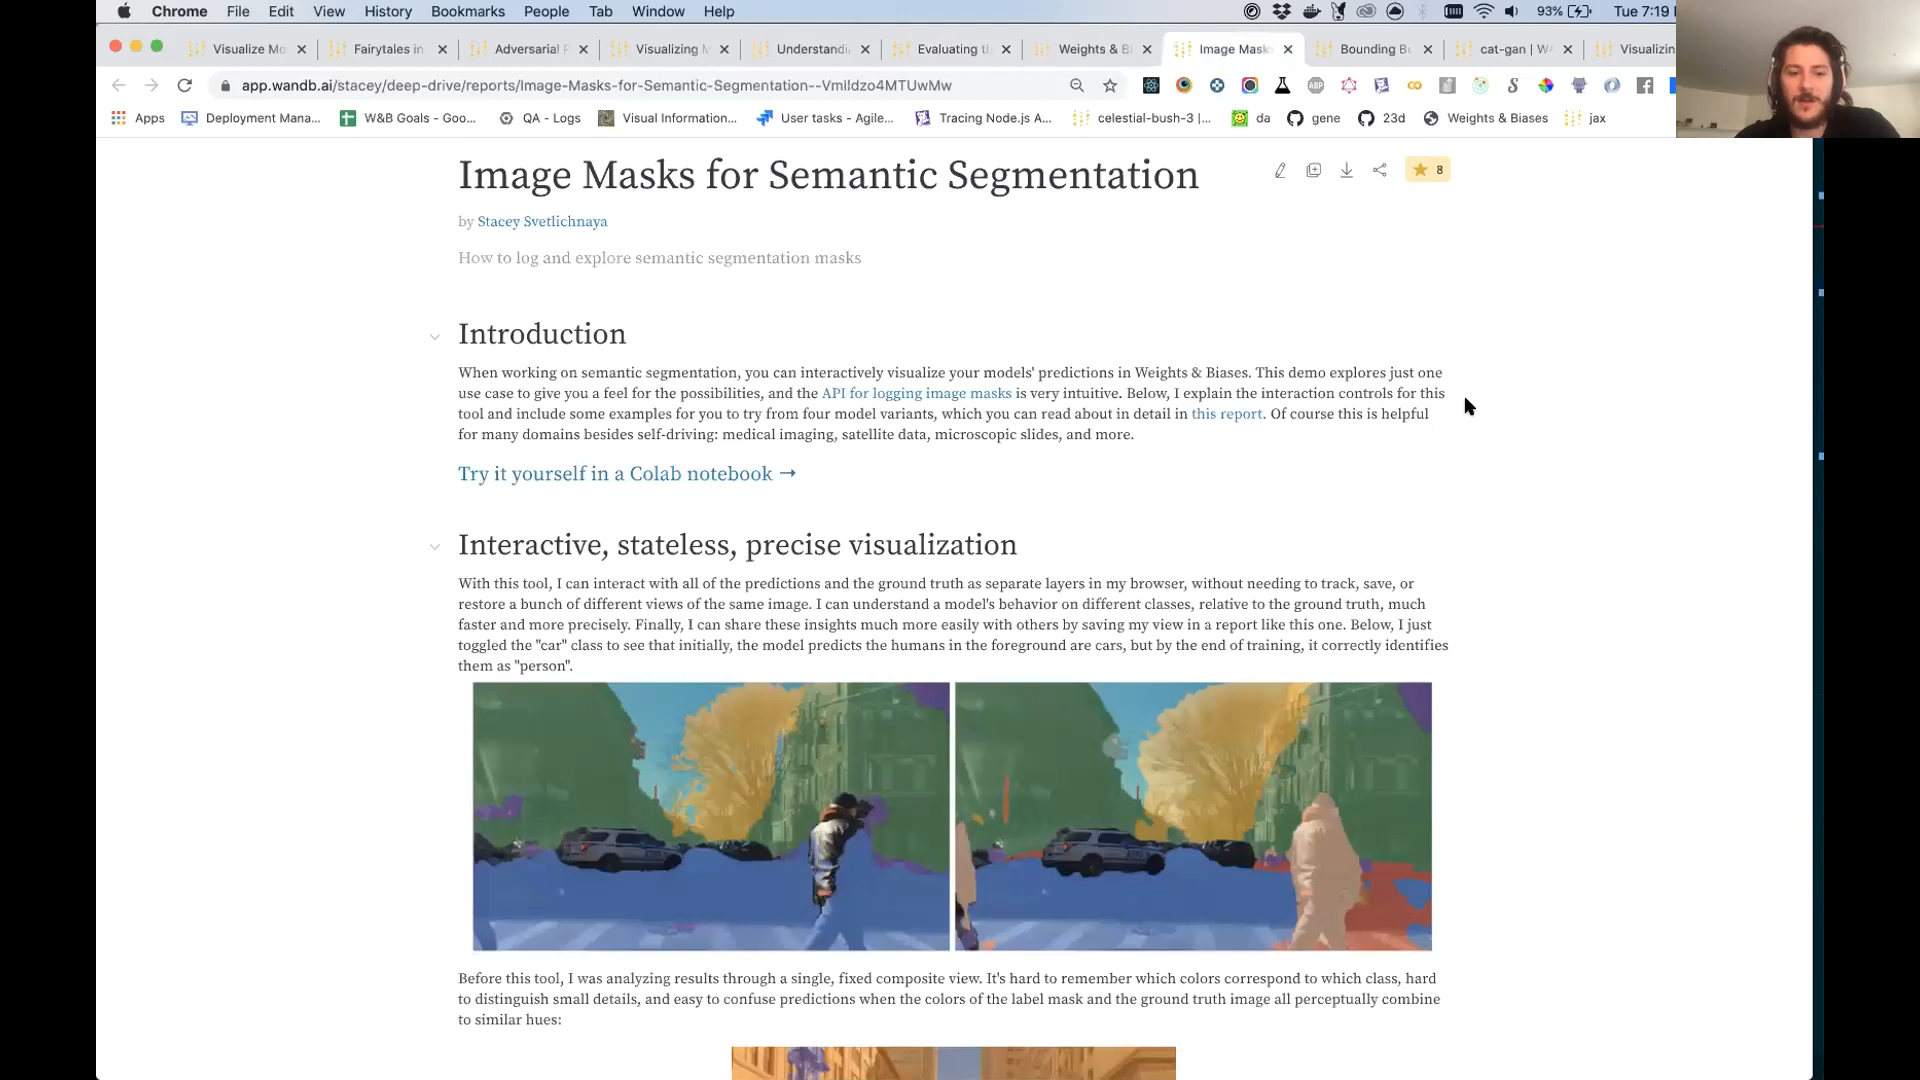 Chrome File Edit View History Bookmarks People Tab Window Help 93% Tue 7:19
Visualize Mo Fairytales in Adversarial P Visualizing M Understandi Evaluating th Weights & Bi Image Mask Bounding Bo cat-gan | W Visualizin
app.wandb.ai/stacey/deep-drive/reports/Image-Masks-for-Semantic-Segmentation--Vmlldzo4MTUwMw ABP
Apps Deployment Mana... W&B Goals - Goo... QA - Logs Visual Information... User tasks - Agile... Tracing Node.js A... celestial-bush-3 |... da gene 23d Weights & Biases jax
Image Masks for Semantic Segmentation
8
by Stacey Svetlichnaya
How to log and explore semantic segmentation masks
Introduction
When working on semantic segmentation, you can interactively visualize your models' predictions in Weights & Biases. This demo explores just one
use case to give you a feel for the possibilities, and the API for logging image masks is very intuitive. Below, I explain the interaction controls for this
tool and include some examples for you to try from four model variants, which you can read about in detail in this report. Of course this is helpful
for many domains besides self-driving: medical imaging, satellite data, microscopic slides, and more.
Try it yourself in a Colab notebook →
Interactive, stateless, precise visualization
With this tool, I can interact with all of the predictions and the ground truth as separate layers in my browser, without needing to track, save, or
restore a bunch of different views of the same image. I can understand a model's behavior on different classes, relative to the ground truth, much
faster and more precisely. Finally, I can share these insights much more easily with others by saving my view in a report like this one. Below, I just
toggled the "car" class to see that initially, the model predicts the humans in the foreground are cars, but by the end of training, it correctly identifies
them as "person".
Before this tool, I was analyzing results through a single, fixed composite view. It's hard to remember which colors correspond to which class, hard
to distinguish small details, and easy to confuse predictions when the colors of the label mask and the ground truth image all perceptually combine
to similar hues: